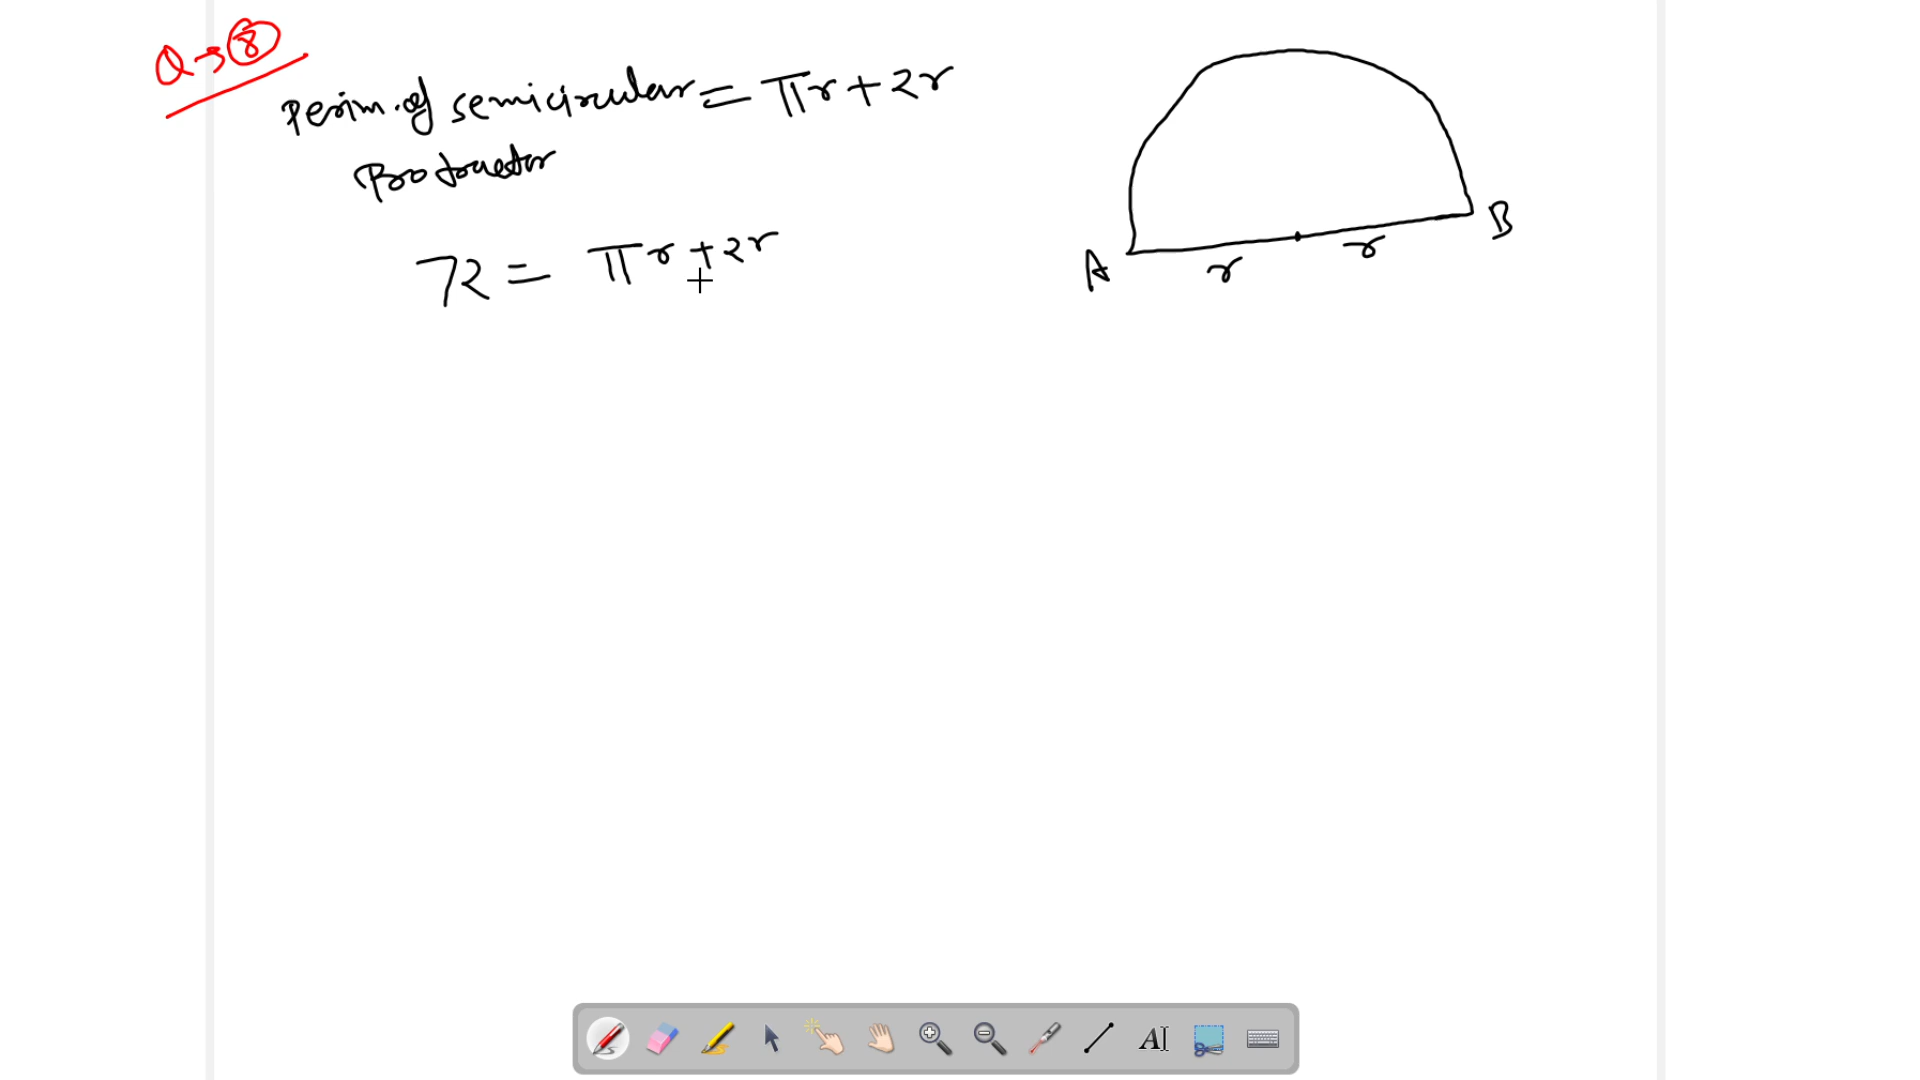 Q→8
Perim. of semicircular = πr+2r
Protractor
72 = πr+2r
A r r B